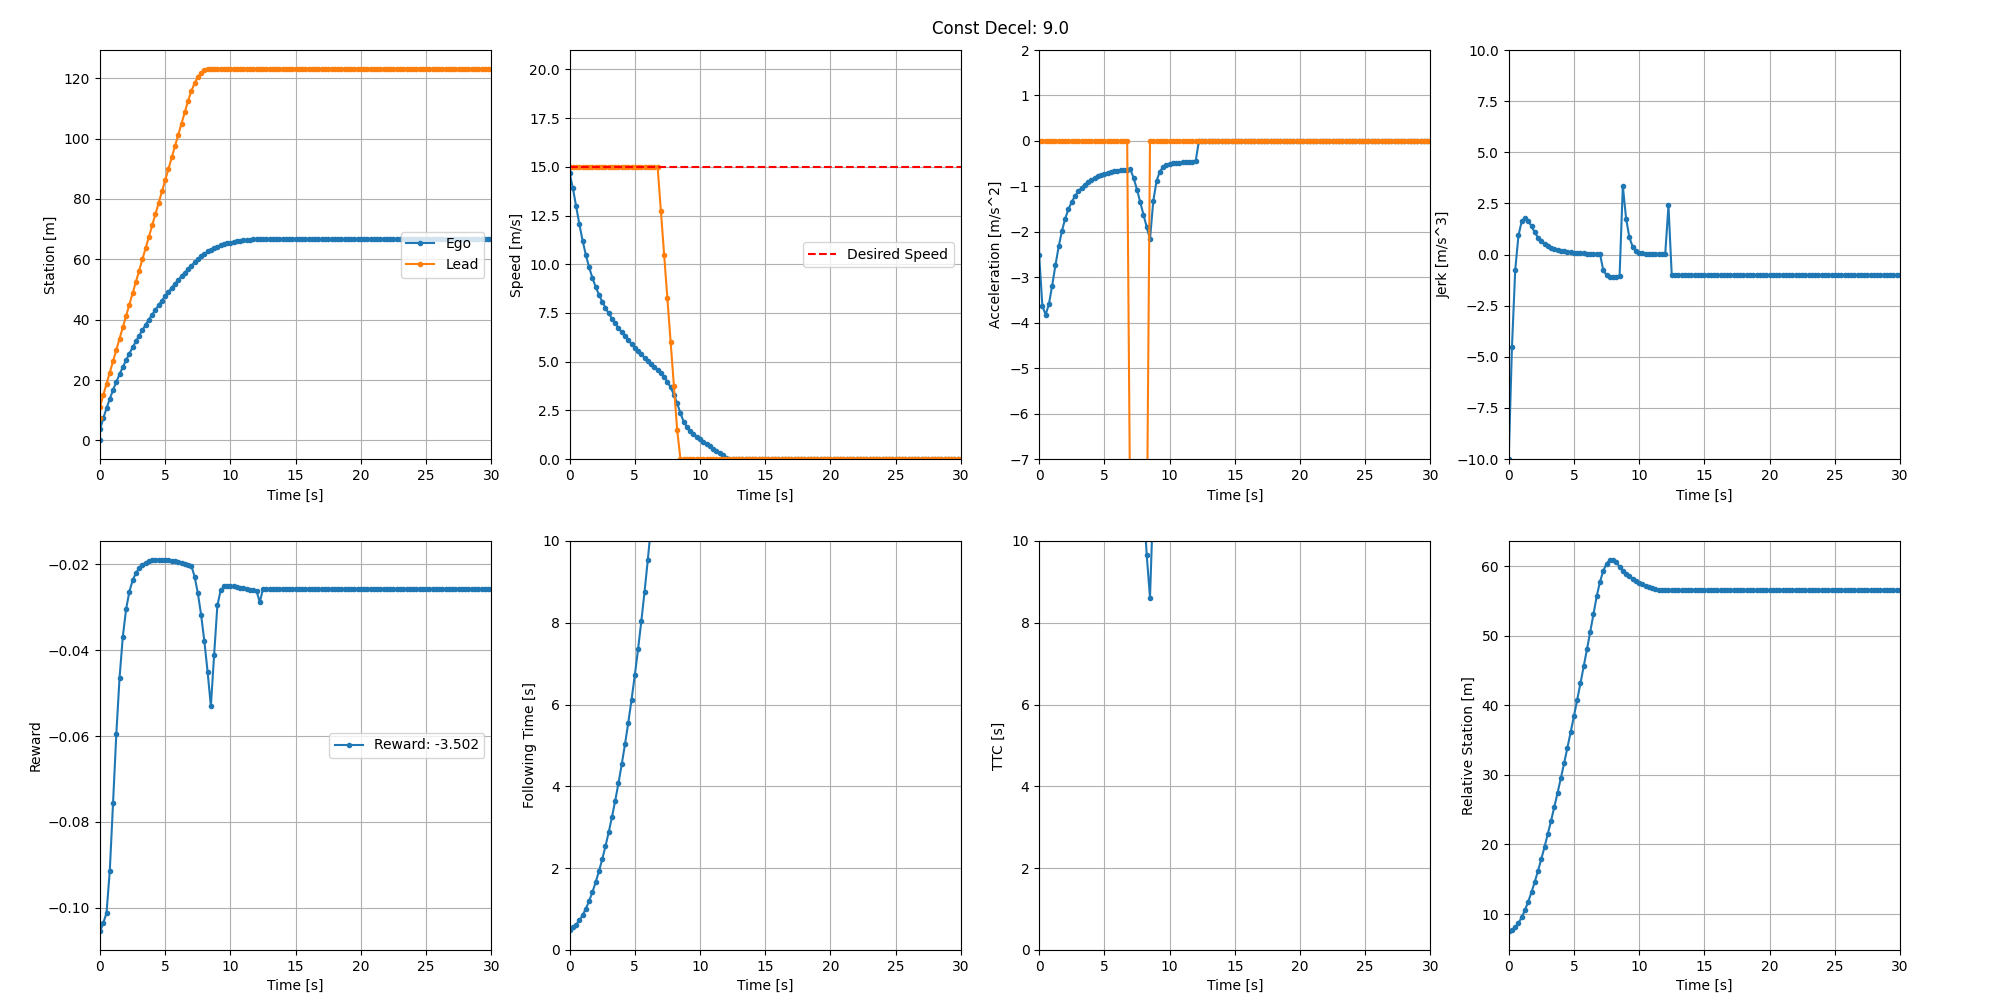 Const Decel: 9.0
Station [m]
120
100
80
60
40
20
0
Ego
Lead
0 5 10 15 20 25 30
Time [s]
Speed [m/s]
20.0
17.5
15.0
12.5
10.0
7.5
5.0
2.5
0.0
Desired Speed
0 5 10 15 20 25 30
Time [s]
Acceleration [m/s^2]
2
1
0
−1
−2
−3
−4
−5
−6
−7
0 5 10 15 20 25 30
Time [s]
Jerk [m/s^3]
10.0
7.5
5.0
2.5
0.0
−2.5
−5.0
−7.5
−10.0
0 5 10 15 20 25 30
Time [s]
Reward
−0.02
−0.04
−0.06
−0.08
−0.10
Reward: -3.502
0 5 10 15 20 25 30
Time [s]
Following Time [s]
10
8
6
4
2
0
0 5 10 15 20 25 30
Time [s]
TTC [s]
10
8
6
4
2
0
0 5 10 15 20 25 30
Time [s]
Relative Station [m]
60
50
40
30
20
10
0 5 10 15 20 25 30
Time [s]